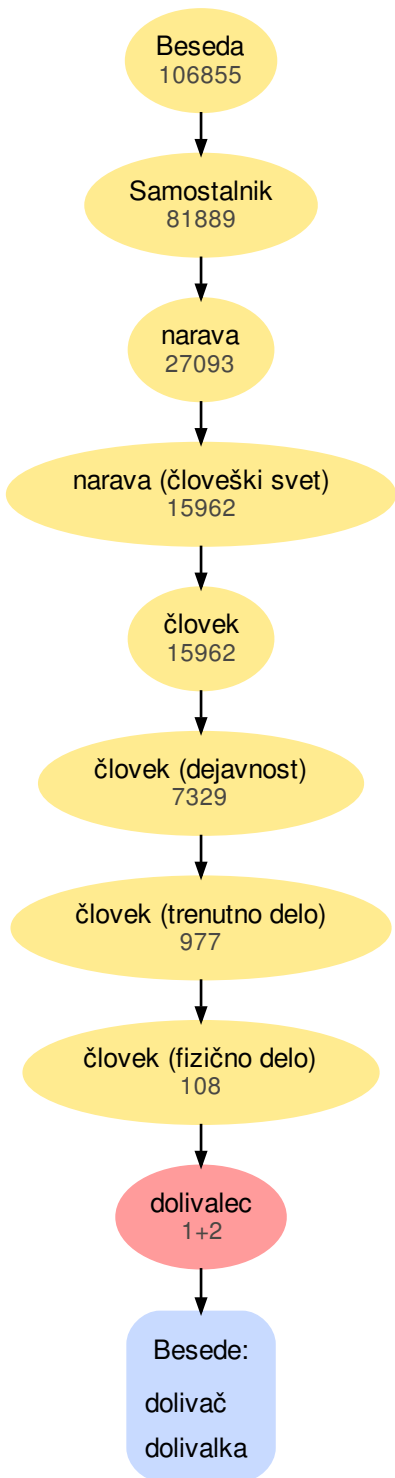 Beseda
106855
Samostalnik
81889
narava
27093
narava (človeški svet)
15962
človek
15962
človek (dejavnost)
7329
človek (trenutno delo)
977
človek (fizično delo)
108
dolivalec
1+2
Besede:
dolivač
dolivalka